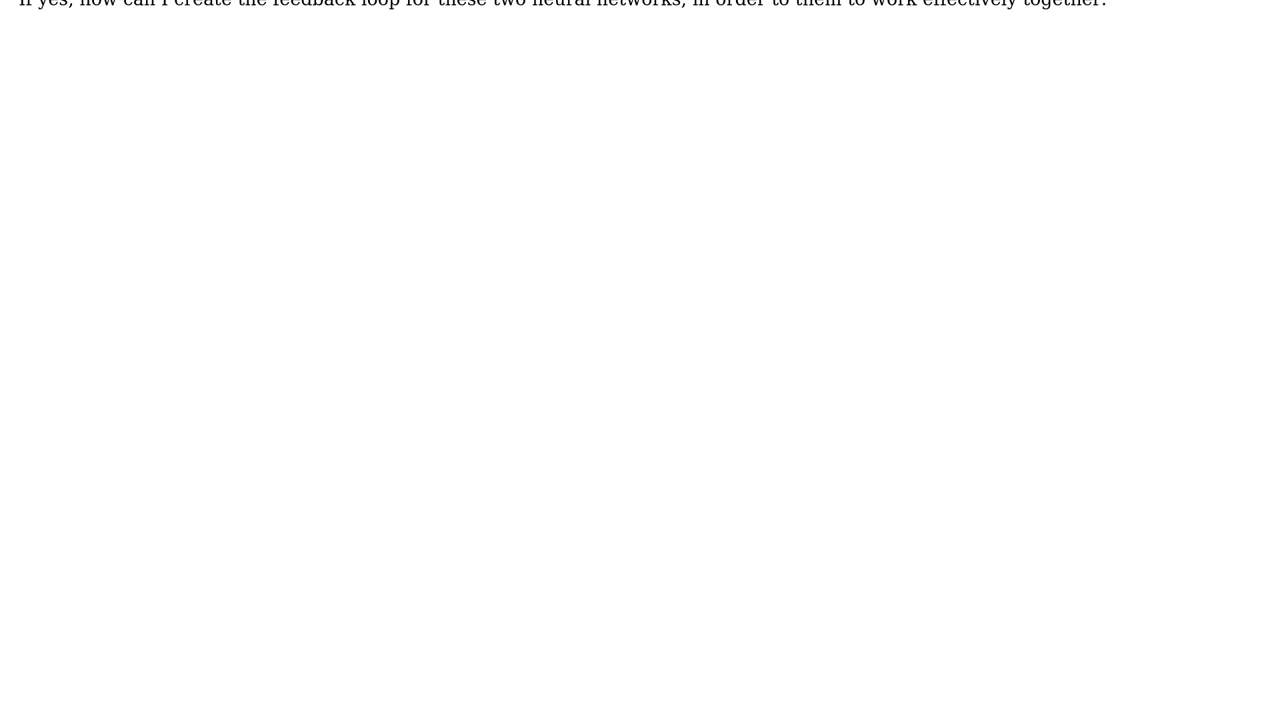 If yes, how can I create the feedback loop for these two neural networks, in order to them to work effectively together.